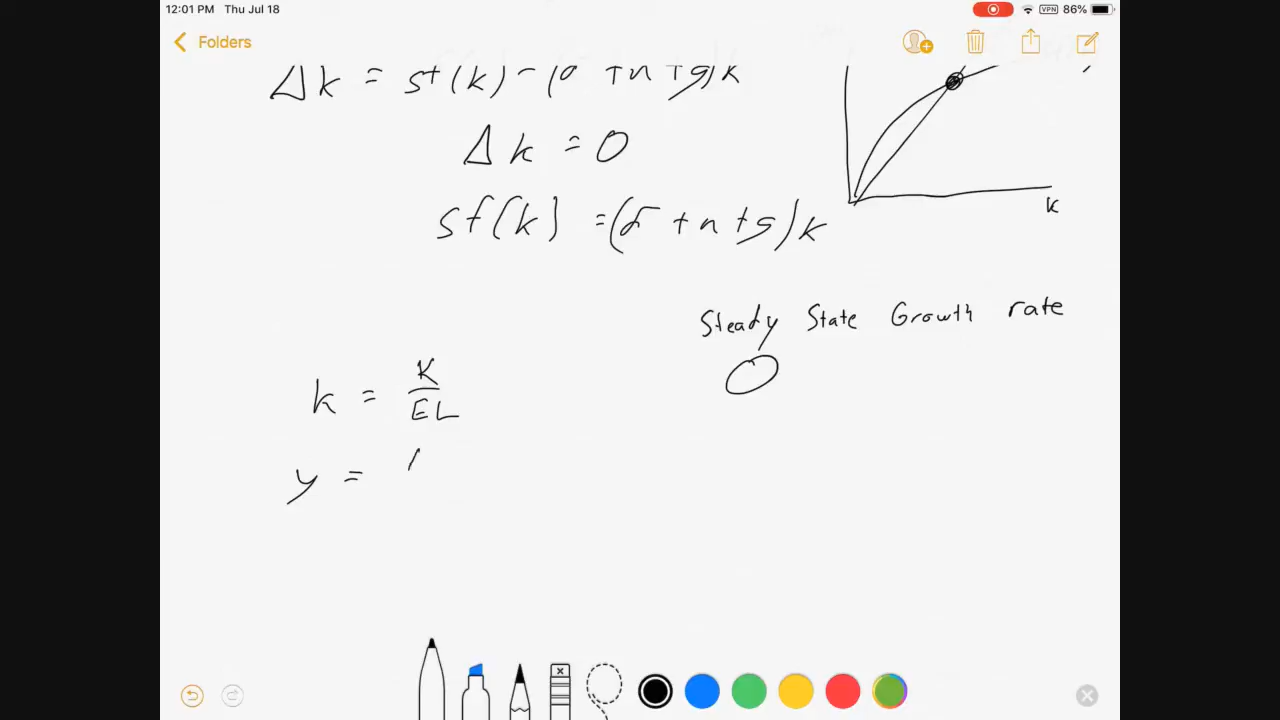 12:01 PM Thu Jul 18
VPN 86%
Folders
Δk = sf(k) - (δ + n + g)k
Δk = 0
sf(k) = (δ + n + g)k
k
Steady State Growth rate
0
k = K/EL
y =